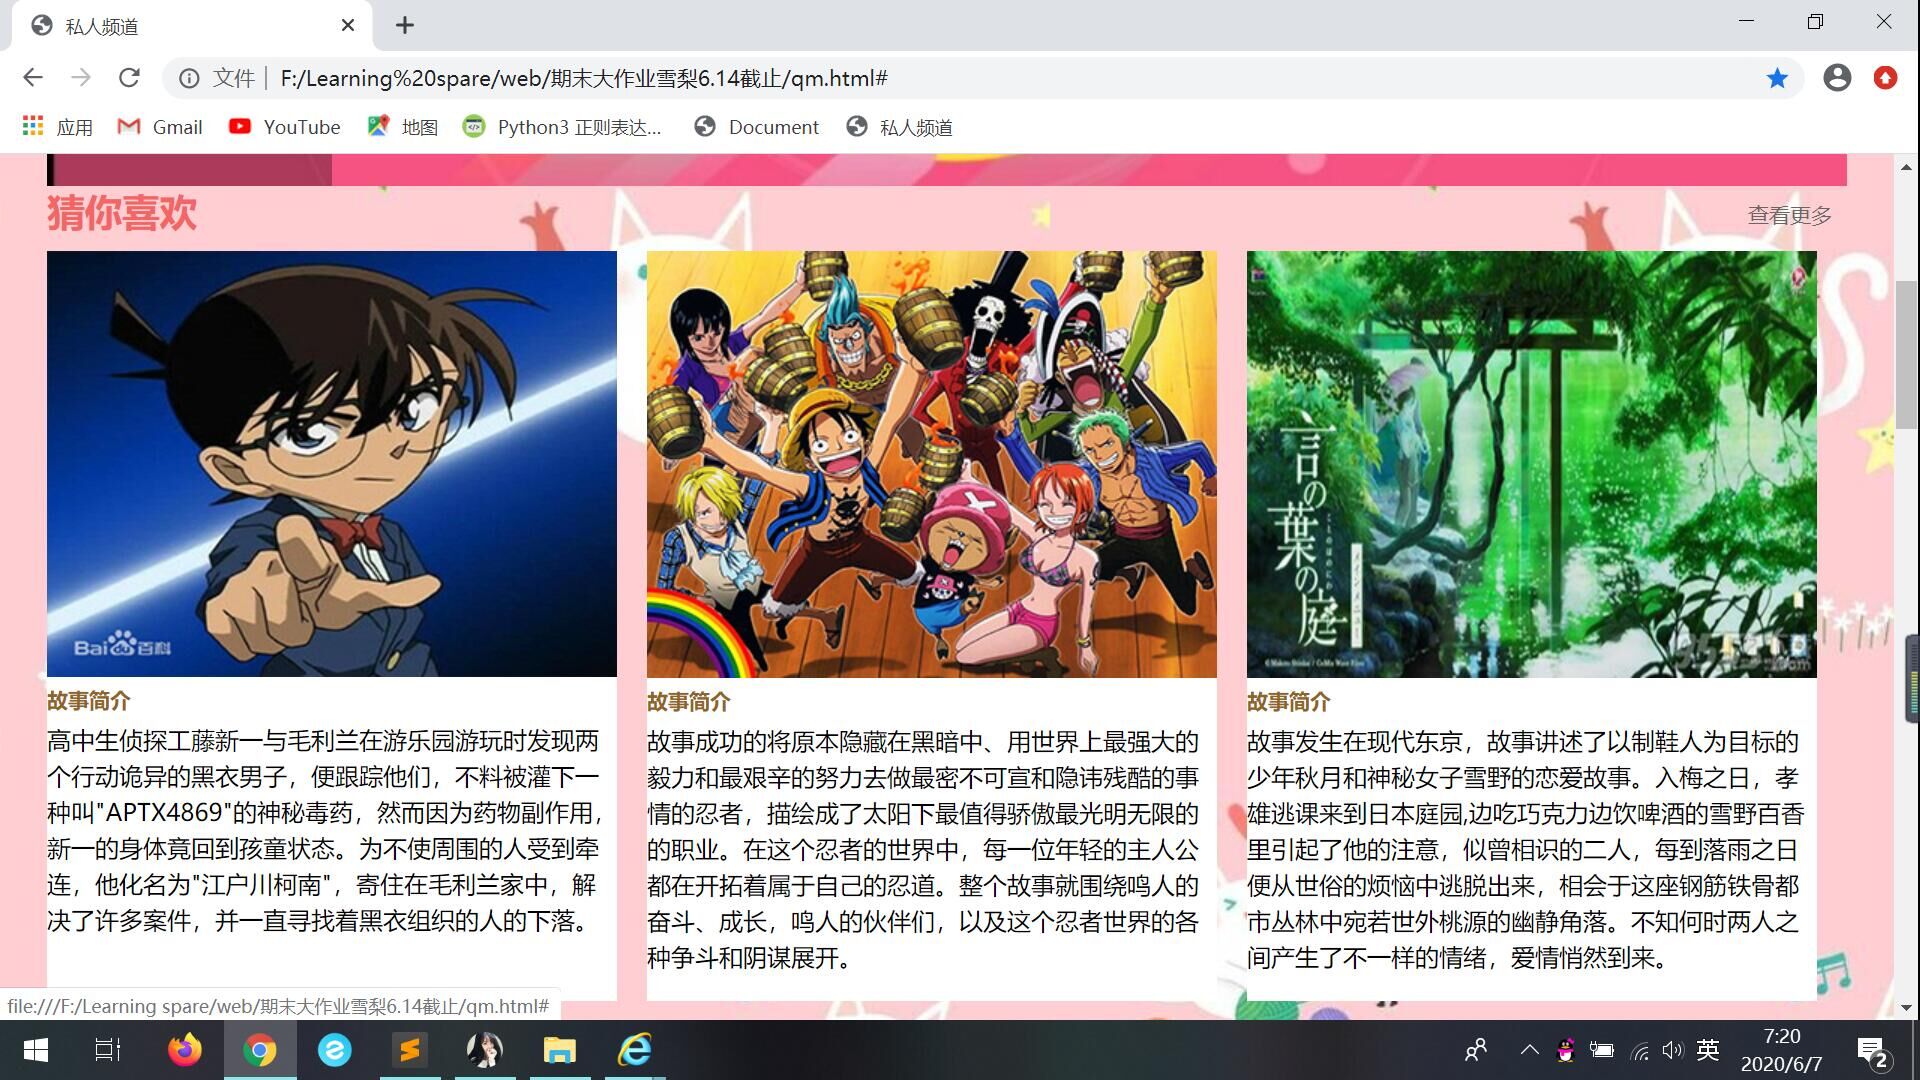 私人频道
文件
F:/Learning%20spare/web/期末大作业雪梨6.14截止/qm.html#
应用
Gmail
YouTube
地图
Python3 正则表达...
Document
私人频道
猜你喜欢
查看更多
Bai百科
言の葉の庭
故事简介
高中生侦探工藤新一与毛利兰在游乐园游玩时发现两
个行动诡异的黑衣男子，便跟踪他们，不料被灌下一
种叫"APTX4869"的神秘毒药，然而因为药物副作用，
新一的身体竟回到孩童状态。为不使周围的人受到牵
连，他化名为"江户川柯南"，寄住在毛利兰家中，解
决了许多案件，并一直寻找着黑衣组织的人的下落。
故事简介
故事成功的将原本隐藏在黑暗中、用世界上最强大的
毅力和最艰辛的努力去做最密不可宣和隐讳残酷的事
情的忍者，描绘成了太阳下最值得骄傲最光明无限的
的职业。在这个忍者的世界中，每一位年轻的主人公
都在开拓着属于自己的忍道。整个故事就围绕鸣人的
奋斗、成长，鸣人的伙伴们，以及这个忍者世界的各
种争斗和阴谋展开。
故事简介
故事发生在现代东京，故事讲述了以制鞋人为目标的
少年秋月和神秘女子雪野的恋爱故事。入梅之日，孝
雄逃课来到日本庭园,边吃巧克力边饮啤酒的雪野百香
里引起了他的注意，似曾相识的二人，每到落雨之日
便从世俗的烦恼中逃脱出来，相会于这座钢筋铁骨都
市丛林中宛若世外桃源的幽静角落。不知何时两人之
间产生了不一样的情绪，爱情悄然到来。
file:///F:/Learning spare/web/期末大作业雪梨6.14截止/qm.html#
英
7:20
2020/6/7
2